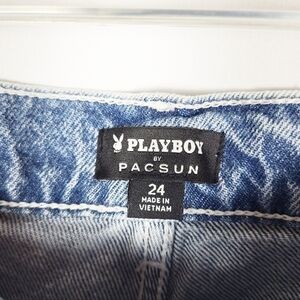 PLAYBOY
BY
PACSUN
24
MADE IN
VIETNAM